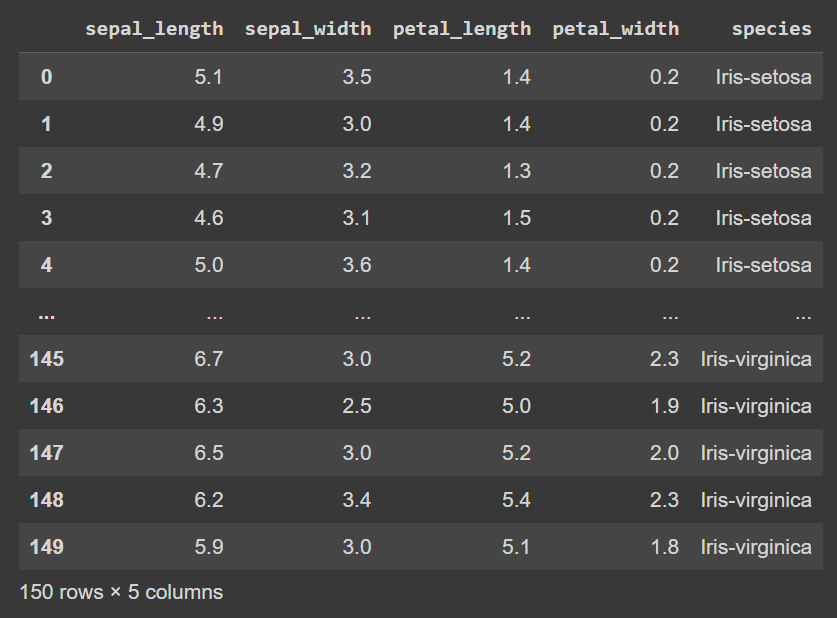 sepal_length sepal_width petal_length petal_width species
0 5.1 3.5 1.4 0.2 Iris-setosa
1 4.9 3.0 1.4 0.2 Iris-setosa
2 4.7 3.2 1.3 0.2 Iris-setosa
3 4.6 3.1 1.5 0.2 Iris-setosa
4 5.0 3.6 1.4 0.2 Iris-setosa
... ... ... ... ... ...
145 6.7 3.0 5.2 2.3 Iris-virginica
146 6.3 2.5 5.0 1.9 Iris-virginica
147 6.5 3.0 5.2 2.0 Iris-virginica
148 6.2 3.4 5.4 2.3 Iris-virginica
149 5.9 3.0 5.1 1.8 Iris-virginica
150 rows × 5 columns